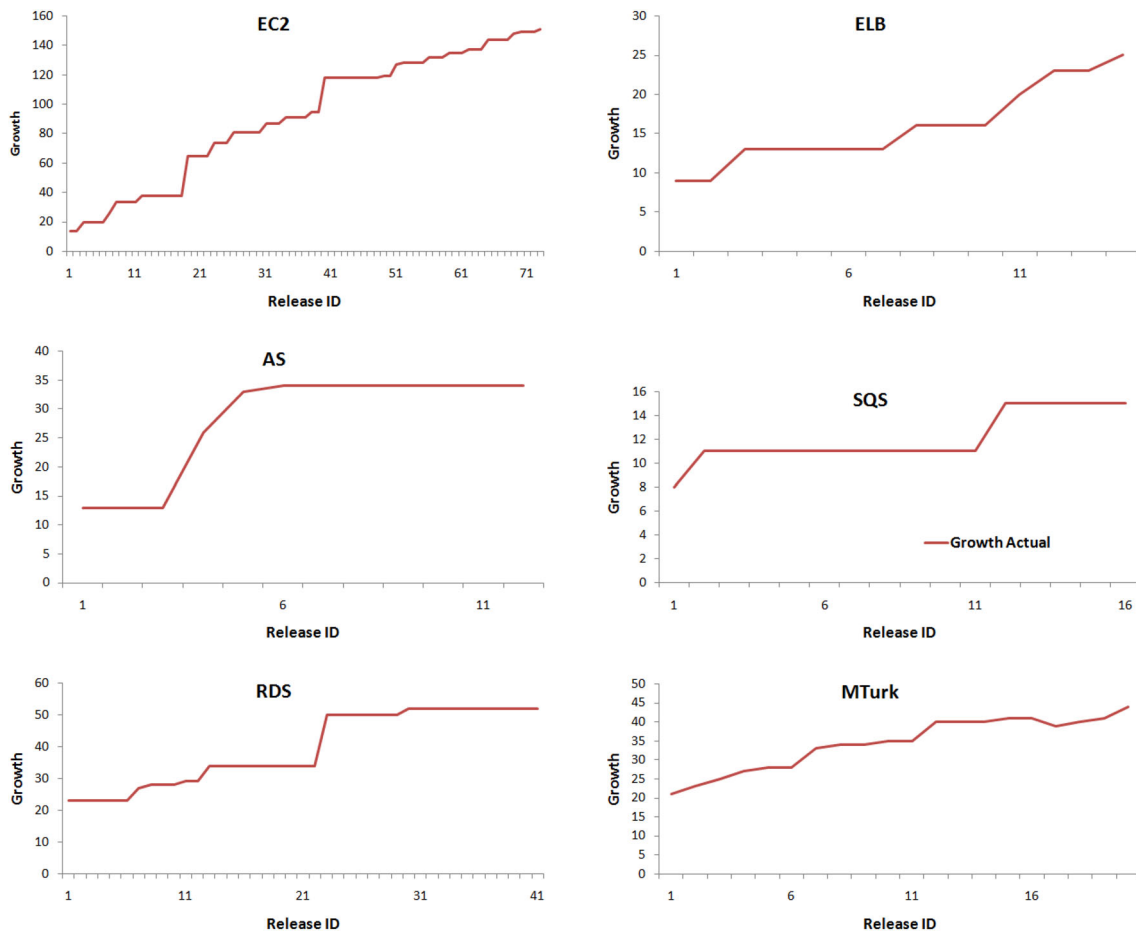 EC2
160
140
120
100
80
60
40
20
0
Growth
1 11 21 31 41 51 61 71
Release ID
ELB
30
25
20
15
10
5
0
Growth
1 6 11
Release ID
AS
40
35
30
25
20
15
10
5
0
Growth
1 6 11
Release ID
SQS
16
14
12
10
8
6
4
2
0
Growth
Growth Actual
1 6 11 16
Release ID
RDS
60
50
40
30
20
10
0
Growth
1 11 21 31 41
Release ID
MTurk
50
45
40
35
30
25
20
15
10
5
0
Growth
1 6 11 16
Release ID